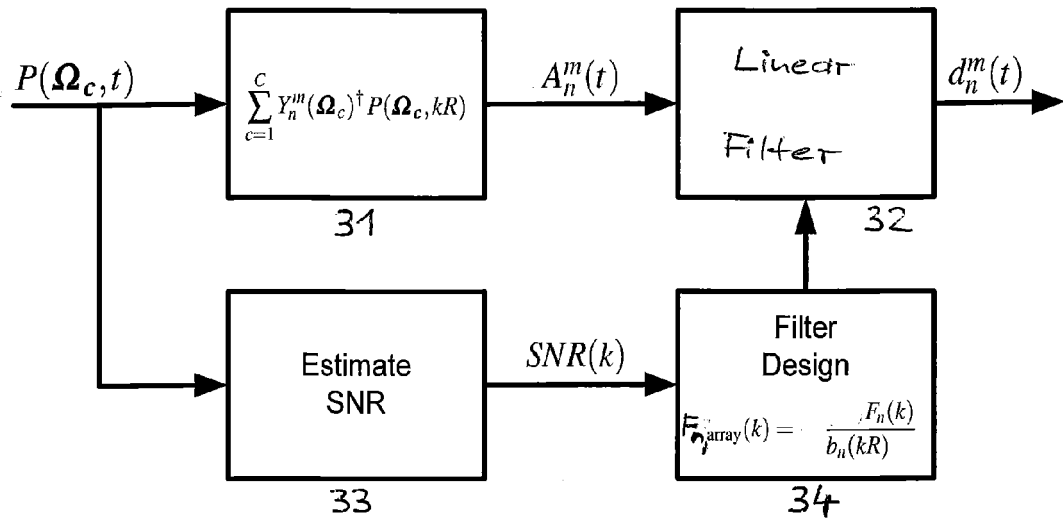 P(Ω_c, t)
∑_{c=1}^{C} Y_n^m(Ω_c)^† P(Ω_c, kR)
31
A_n^m(t)
Linear
Filter
32
d_n^m(t)
Estimate
SNR
33
SNR(k)
Filter
Design
F_{n,array}(k) = F_n(k) / b_n(kR)
34